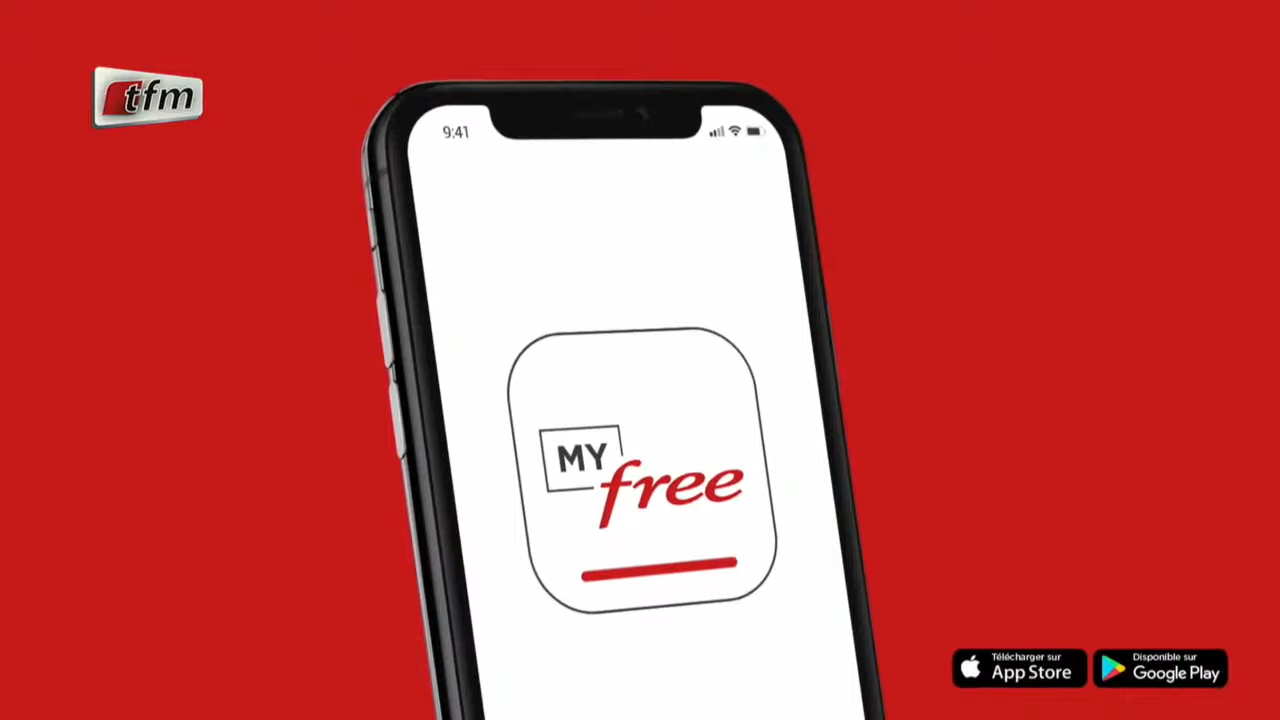 tfm
9:41
MY
free
Télécharger sur
App Store
Disponible sur
Google Play